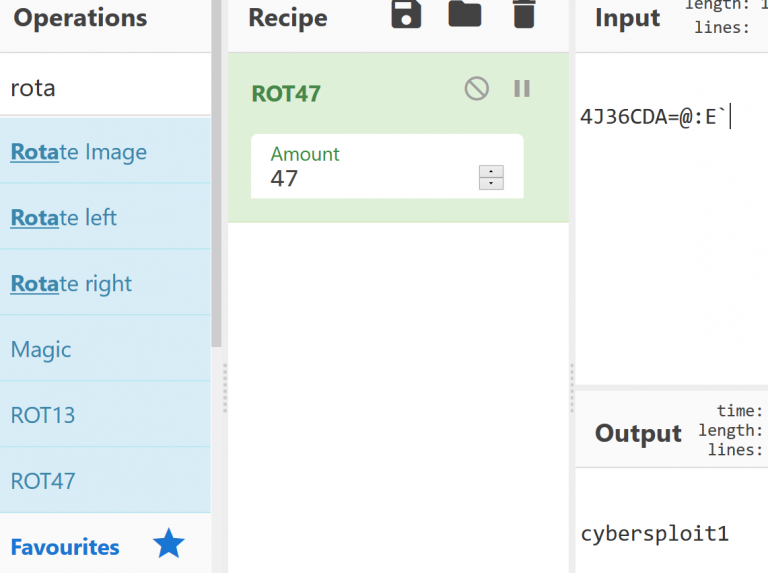 Operations
rota
Rotate Image
Rotate left
Rotate right
Magic
ROT13
ROT47
Favourites
Recipe
ROT47
Amount
47
Input
length:
lines:
4J36CDA=@:E`
Output
time:
length:
lines:
cybersploit1